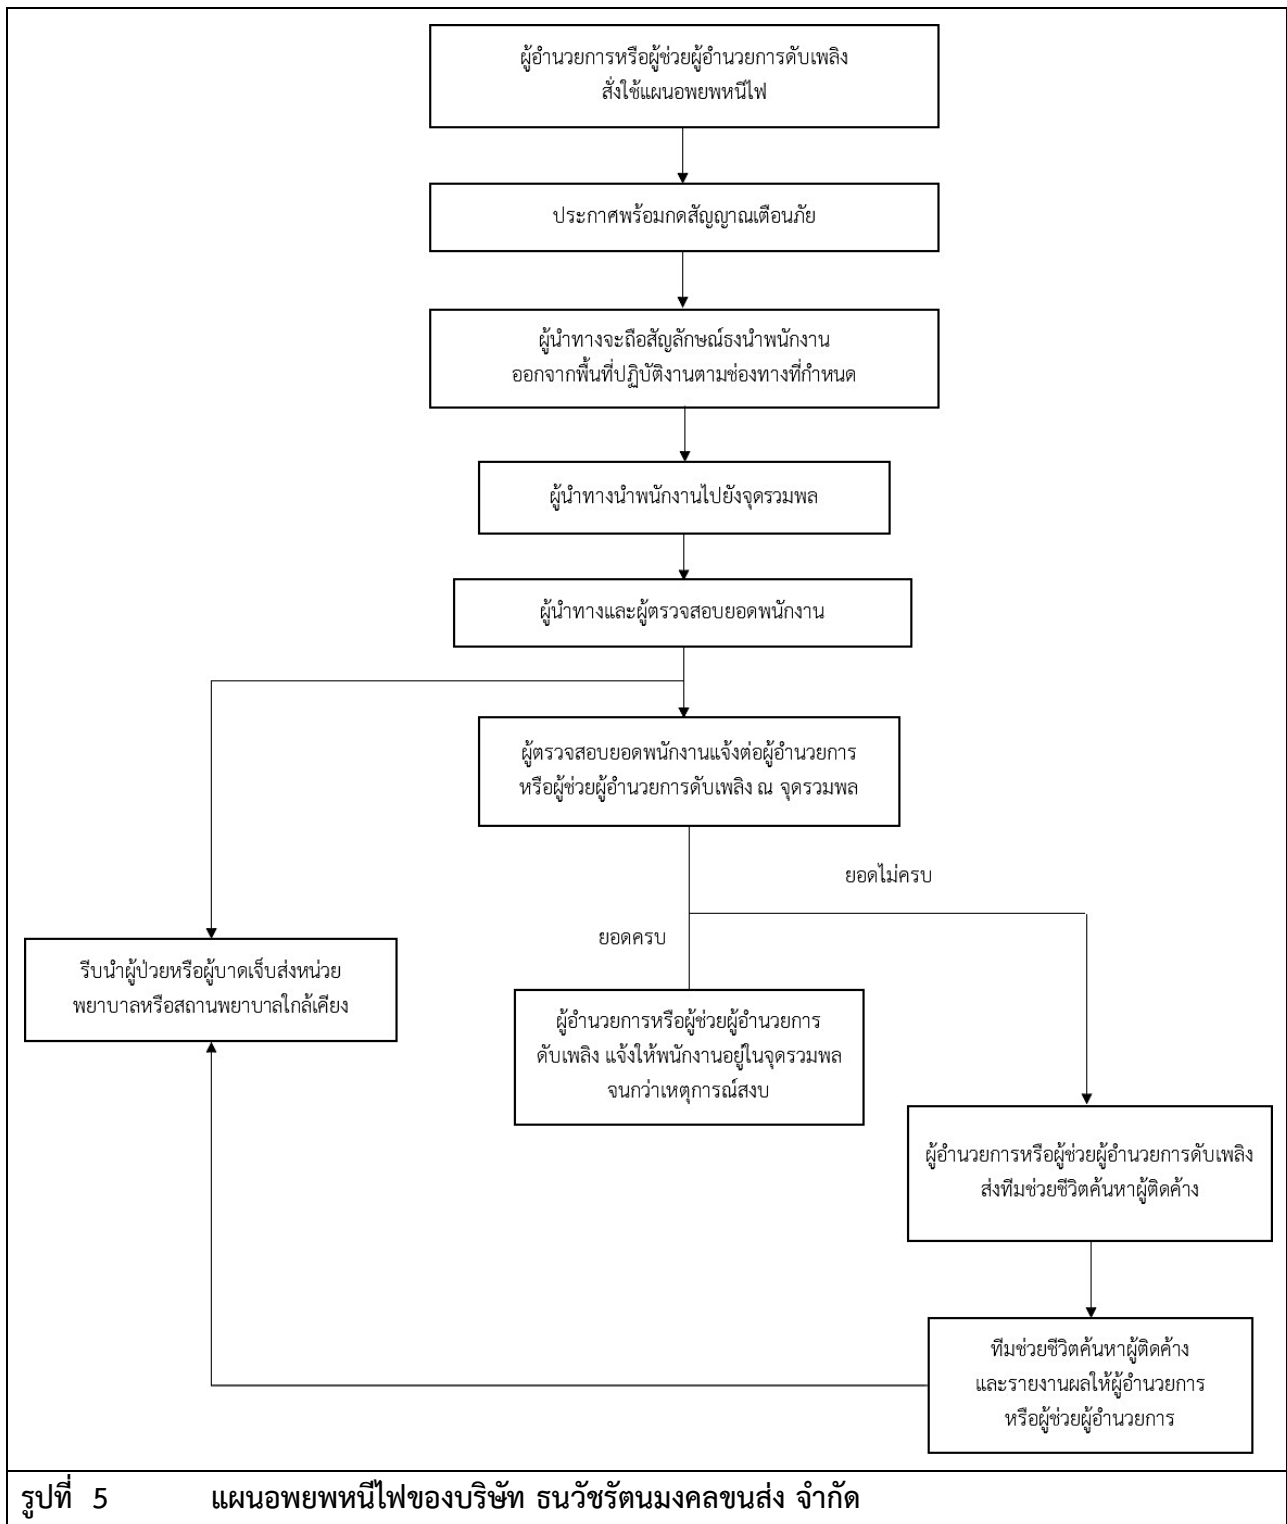 ผู้อำนวยการหรือผู้ช่วยผู้อำนวยการดับเพลิง
สั่งใช้แผนอพยพหนีไฟ
ประกาศพร้อมกดสัญญาณเตือนภัย
ผู้นำทางจะถือสัญลักษณ์ธงนำพนักงาน
ออกจากพื้นที่ปฏิบัติงานตามช่องทางที่กำหนด
ผู้นำทางนำพนักงานไปยังจุดรวมพล
ผู้นำทางและผู้ตรวจสอบยอดพนักงาน
ผู้ตรวจสอบยอดพนักงานแจ้งต่อผู้อำนวยการ
หรือผู้ช่วยผู้อำนวยการดับเพลิง ณ จุดรวมพล
ยอดไม่ครบ
ยอดครบ
รีบนำผู้ป่วยหรือผู้บาดเจ็บส่งหน่วย
พยาบาลหรือสถานพยาบาลใกล้เคียง
ผู้อำนวยการหรือผู้ช่วยผู้อำนวยการ
ดับเพลิง แจ้งให้พนักงานอยู่ในจุดรวมพล
จนกว่าเหตุการณ์สงบ
ผู้อำนวยการหรือผู้ช่วยผู้อำนวยการดับเพลิง
ส่งทีมช่วยชีวิตค้นหาผู้ติดค้าง
ทีมช่วยชีวิตค้นหาผู้ติดค้าง
และรายงานผลให้ผู้อำนวยการ
หรือผู้ช่วยผู้อำนวยการ
รูปที่ 5 แผนอพยพหนีไฟของบริษัท ธนวัชรัตนมงคลขนส่ง จำกัด